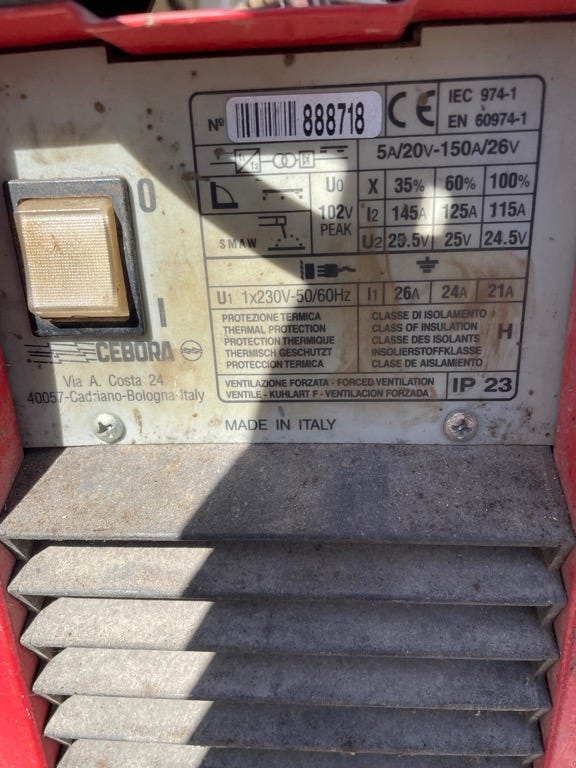 Nº 888718 CE IEC 974-1
EN 60974-1
5A/20V-150A/26V
U0 X 35% 60% 100%
102V PEAK I2 145A 125A 115A
SMAW U2 25.5V 25V 24.5V
U1 1x230V-50/60Hz I1 26A 24A 21A
PROTEZIONE TERMICA CLASSE DI ISOLAMENTO
THERMAL PROTECTION CLASS OF INSULATION
PROTECTION THERMIQUE CLASSE DES ISOLANTS H
THERMISCH GESCHUTZT INSOLIERSTOFFKLASSE
PROTECCION TERMICA CLASE DE AISLAMIENTO
VENTILAZIONE FORZATA - FORCED VENTILATION IP 23
VENTILE - KUHLART F - VENTILACION FORZADA
O
I
CEBORA
Via A. Costa 24
40057-Cadriano-Bologna-Italy
MADE IN ITALY